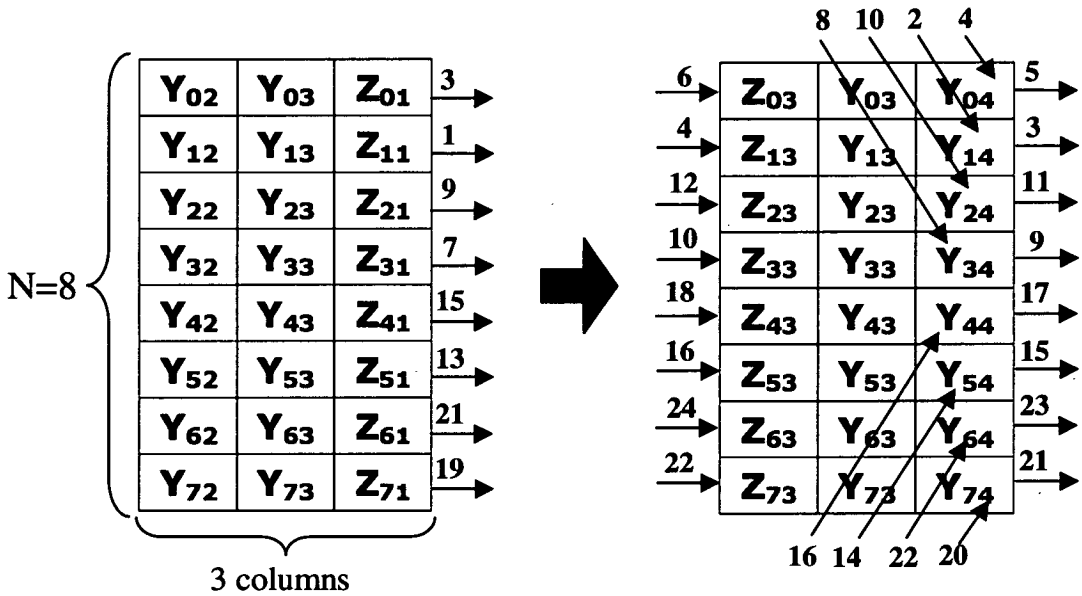 8 10 2 4
Y02 Y03 Z01 3 6 Z03 Y03 Y04 5
Y12 Y13 Z11 1 4 Z13 Y13 Y14 3
Y22 Y23 Z21 9 12 Z23 Y23 Y24 11
N=8 Y32 Y33 Z31 7 10 Z33 Y33 Y34 9
Y42 Y43 Z41 15 18 Z43 Y43 Y44 17
Y52 Y53 Z51 13 16 Z53 Y53 Y54 15
Y62 Y63 Z61 21 24 Z63 Y63 Y64 23
Y72 Y73 Z71 19 22 Z73 Y73 Y74 21
16 14 22 20
3 columns